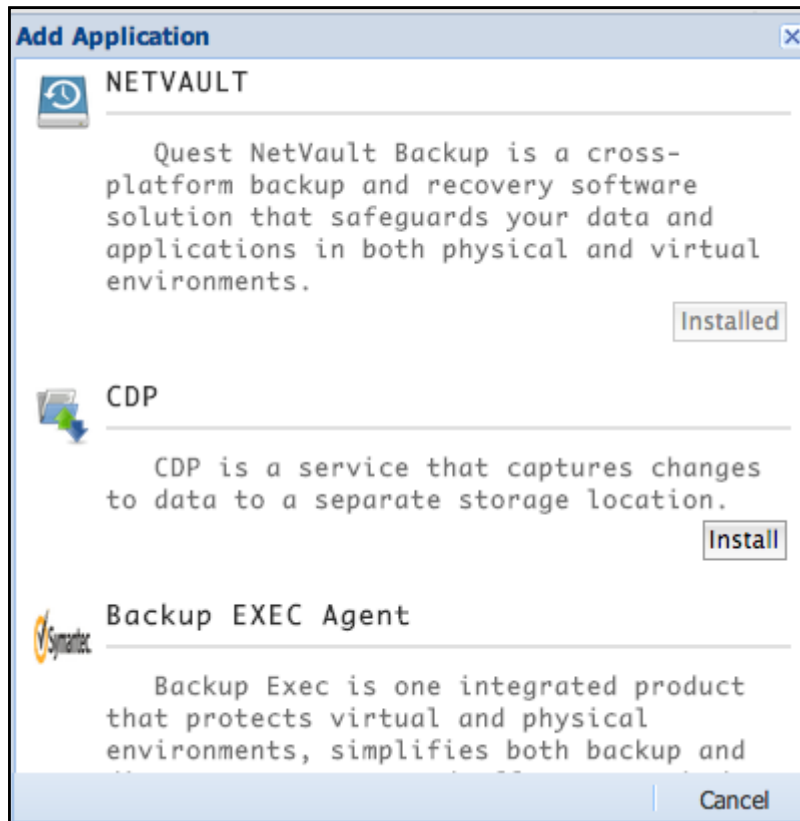 Add Application
NETVAULT
Quest NetVault Backup is a cross-
platform backup and recovery software
solution that safeguards your data and
applications in both physical and virtual
environments.
Installed
CDP
CDP is a service that captures changes
to data to a separate storage location.
Install
Symantec.
Backup EXEC Agent
Backup Exec is one integrated product
that protects virtual and physical
environments, simplifies both backup and
Cancel